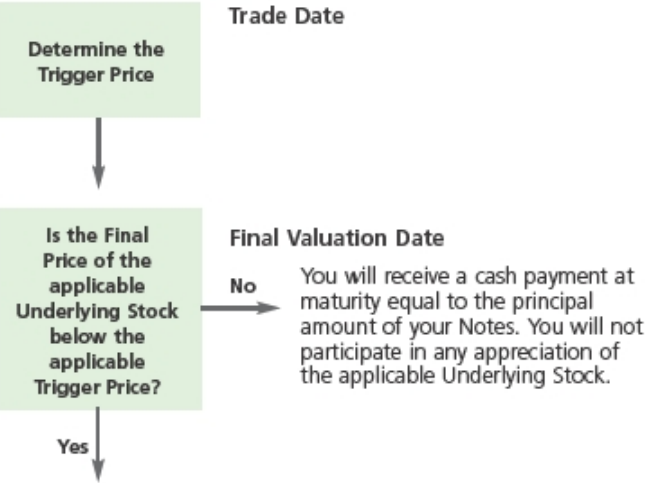 Trade Date
Determine the
Trigger Price
Is the Final
Price of the
applicable
Underlying Stock
below the
applicable
Trigger Price?
Final Valuation Date
No
You will receive a cash payment at
maturity equal to the principal
amount of your Notes. You will not
participate in any appreciation of
the applicable Underlying Stock.
Yes